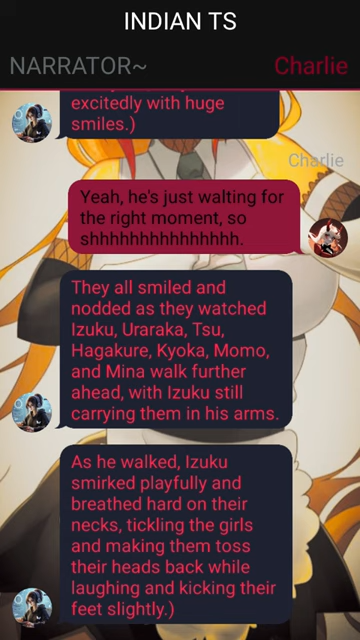 INDIAN TS
NARRATOR~ Charlie
excitedly with huge
smiles.)
Charlie
Yeah, he's just walting for
the right moment, so
shhhhhhhhhhhhhhh.
They all smiled and
nodded as they watched
Izuku, Uraraka, Tsu,
Hagakure, Kyoka, Momo,
and Mina walk further
ahead, with Izuku still
carrying them in his arms.
As he walked, Izuku
smirked playfully and
breathed hard on their
necks, tickling the girls
and making them toss
their heads back while
laughing and kicking their
feet slightly.)